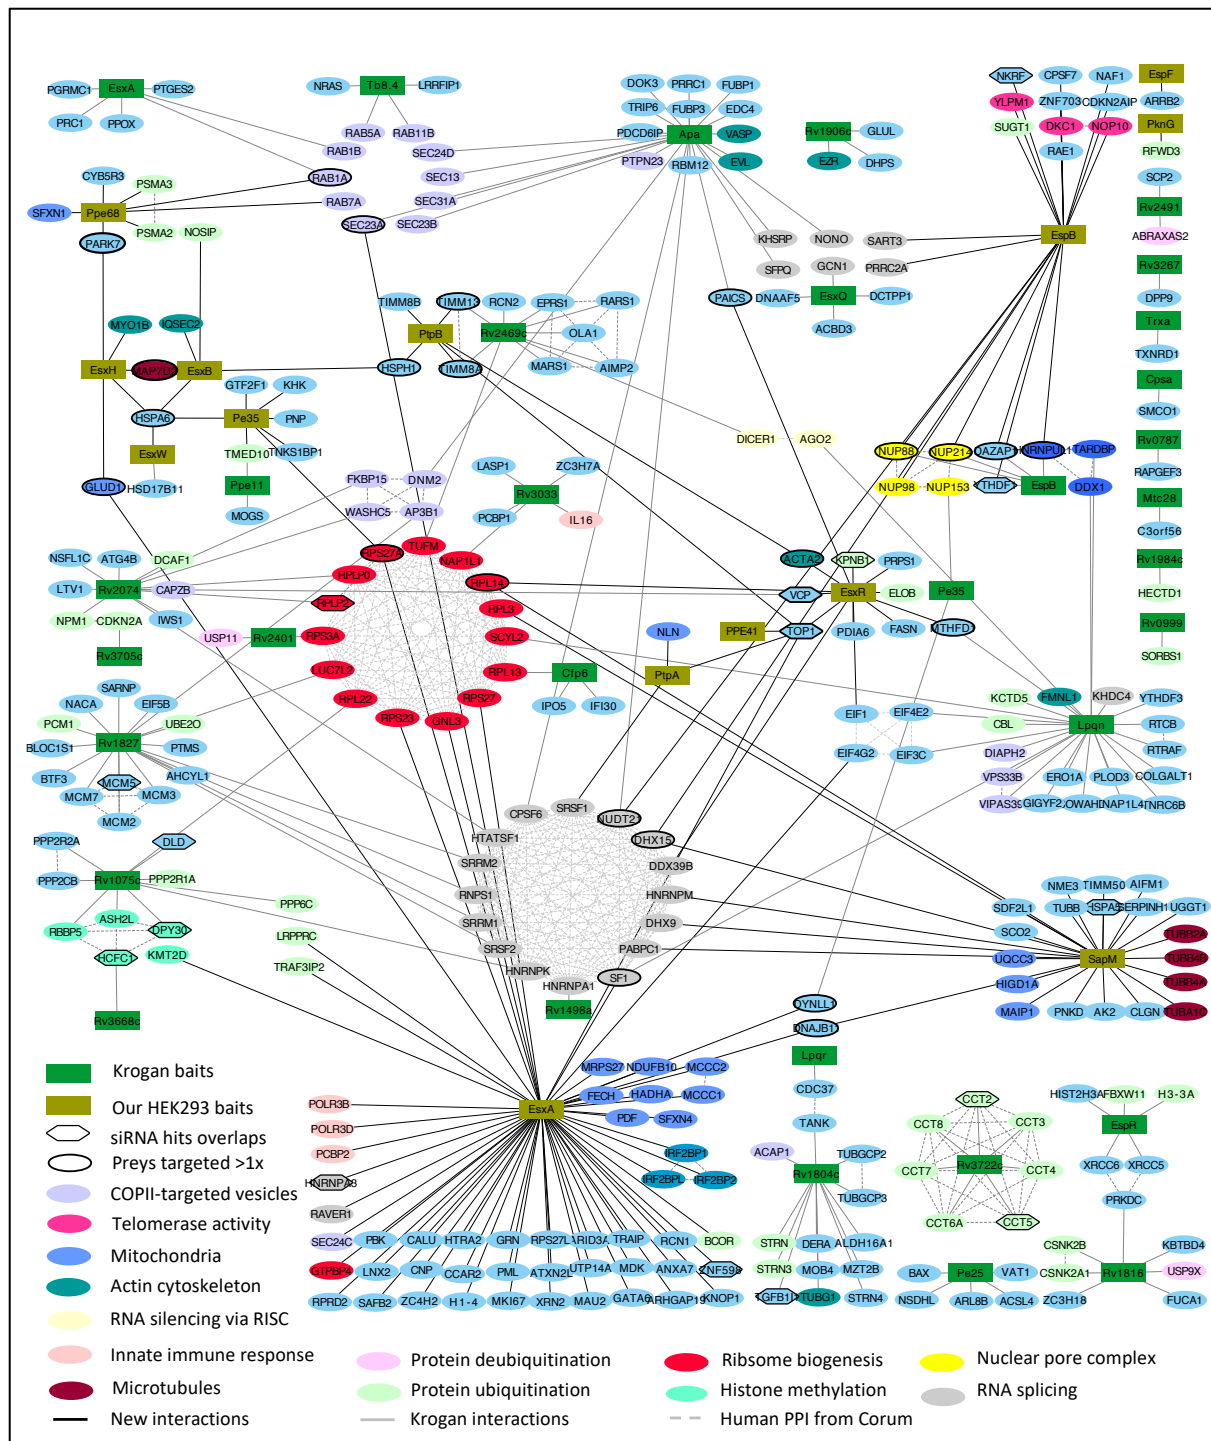 EsxA
PGRMC1
PTGES2
PRC1
PPOX
NRAS
Tb8.4
LRRFIP1
RAB5A
RAB11B
RAB1B
RAB1A
RAB7A
DOK3
PRRC1
FUBP1
TRIP6
FUBP3
EDC4
PDCD6IP
Apa
VASP
PTPN23
RBM12
EVL
SEC24D
SEC13
SEC31A
SEC23B
SEC23A
KHSRP
NONO
SFPQ
Rv1906c
GLUL
EZR
DHPS
NKRF
CPSF7
NAF1
YLPM1
ZNF703
CDKN2AIP
SUGT1
DKC1
NOP10
RAE1
EspF
ARRB2
PknG
RFWD3
SCP2
Rv2491
ABRAXAS2
Rv3267
DPP9
Trxa
TXNRD1
Cpsa
SMCO1
Rv0787
RAPGEF3
Mtc28
C3orf56
Rv1984c
HECTD1
Rv0999
SORBS1
CYB5R3
PSMA3
SFXN1
Ppe68
PSMA2
NOSIP
PARK7
SART3
PRRC2A
EspB
GCN1
DNAAF5
EsxQ
DCTPP1
ACBD3
PAICS
TIMM8B
TIMM13
RCN2
EPRS1
RARS1
PtpB
Rv2469c
OLA1
MARS1
AIMP2
HSPH1
TIMM8A
MYO1B
IQSEC2
EsxH
MAP7D2
EsxB
HSPA6
GTF2F1
KHK
Pe35
PNP
TNKS1BP1
EsxW
HSD17B11
TMED10
Ppe11
MOGS
GLUD1
DICER1
AGO2
NUP88
NUP214
NUP98
NUP153
DAZAP1
YTHDF1
HNRNPUL1
TARDBP
EspB
DDX1
LASP1
ZC3H7A
Rv3033
PCBP1
IL16
FKBP15
DNM2
WASHC5
AP3B1
NSFL1C
ATG4B
DCAF1
LTV1
Rv2074
CAPZB
NPM1
CDKN2A
IWS1
Rv3705c
USP11
Rv2401
RPS27A
TUFM
NAP1L1
RPLP0
RPL14
RPLP2
RPL3
RPS3A
SCYL2
LUC7L2
RPL13
RPL22
RPS27
RPS23
GNL3
Cfp6
IPO5
IFI30
ACTA2
KPNB1
PRPS1
VCP
EsxR
ELOB
PPE41
TOP1
PDIA6
FASN
Pe35
MTHFD1
NLN
PtpA
EIF1
EIF4E2
EIF4G2
EIF3C
KCTD5
FMNL1
KHDC4
YTHDF3
CBL
Lpqn
RTCB
DIAPH2
RTRAF
VPS33B
ERO1A
PLOD3
COLGALT1
VIPAS39
GIGYF2
NAP1L4
TNRC6B
SARNP
NACA
EIF5B
PCM1
UBE2O
BLOC1S1
Rv1827
PTMS
BTF3
MCM5
AHCYL1
MCM7
MCM3
MCM2
PPP2R2A
DLD
PPP2CB
Rv1075c
PPP2R1A
PPP6C
RBBP5
ASH2L
DPY30
HCFC1
KMT2D
LRPPRC
TRAF3IP2
Rv3668c
CPSF6
SRSF1
NUDT21
HTATSF1
DHX15
SRRM2
DDX39B
RNPS1
HNRNPM
SRRM1
DHX9
SRSF2
PABPC1
HNRNPK
SF1
HNRNPA1
Rv1498a
NME3
TIMM50
AIFM1
SDF2L1
TUBB
HSPA5
SERPINH1
UGGT1
SCO2
TUBB2A
UQCC3
SapM
TUBB4B
HIGD1A
TUBB4A
MAIP1
PNKD
AK2
CLGN
TUBA1C
DYNLL1
DNAJB11
Lpqr
CDC37
TANK
ACAP1
TUBGCP2
Rv1804c
TUBGCP3
STRN
DERA
ALDH16A1
STRN3
MOB4
MZT2B
TGFB1I1
TUBG1
STRN4
CCT2
CCT8
CCT3
CCT7
Rv3722c
CCT4
CCT6A
CCT5
HIST2H3A
FBXW11
H3-3A
EspR
XRCC6
XRCC5
PRKDC
CSNK2B
KBTBD4
CSNK2A1
Rv1816
USP9X
ZC3H18
FUCA1
BAX
Pe25
VAT1
NSDHL
ARL8B
ACSL4
MRPS27
NDUFB10
MCCC2
FECH
HADHA
MCCC1
PDF
SFXN4
EsxA
POLR3B
POLR3D
PCBP2
HNRNPA3
RAVER1
SEC24C
GTPBP4
IRF2BP1
IRF2BPL
IRF2BP2
PBK
CALU
HTRA2
GRN
RPS27L
ARID3A
TRAIP
RCN1
BCOR
LNX2
CNP
CCAR2
PML
ATXN2L
UTP14A
MDK
ANXA7
ZNF598
RPRD2
SAFB2
ZC4H2
H1-4
MKI67
XRN2
MAU2
GATA6
ARHGAP19
KNOP1
Krogan baits
Our HEK293 baits
siRNA hits overlaps
Preys targeted >1x
COPII-targeted vesicles
Telomerase activity
Mitochondria
Actin cytoskeleton
RNA silencing via RISC
Innate immune response
Microtubules
New interactions
Protein deubiquitination
Protein ubiquitination
Krogan interactions
Ribsome biogenesis
Histone methylation
Human PPI from Corum
Nuclear pore complex
RNA splicing